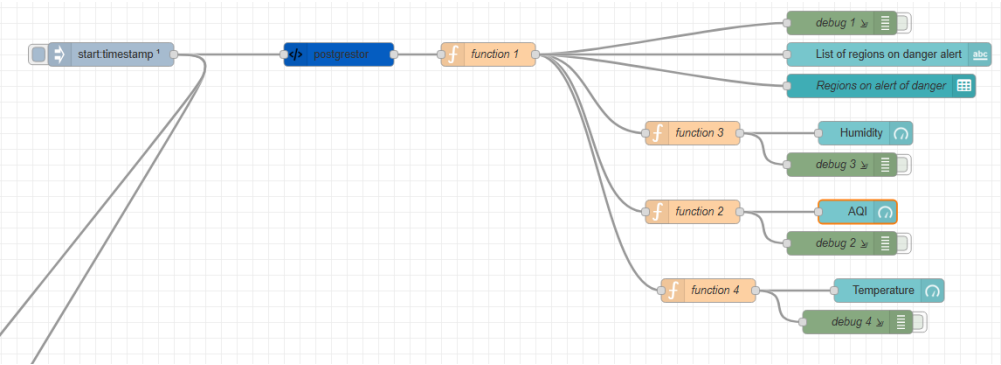 debug 1
start:timestamp ¹
postgrestor
function 1
List of regions on danger alert
abc
Regions on alert of danger
function 3
Humidity
debug 3
function 2
AQI
debug 2
function 4
Temperature
debug 4